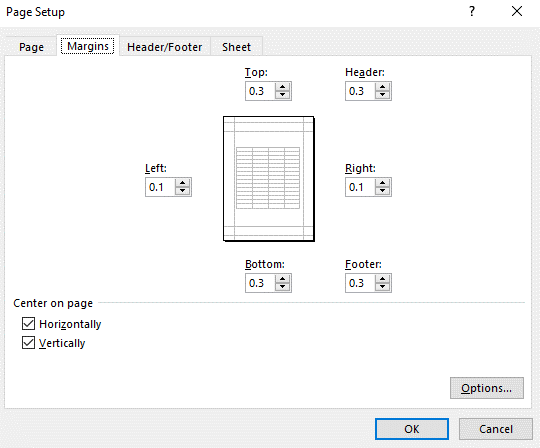 Page Setup
? ×
Page Margins Header/Footer Sheet
Top: Header:
0.3 0.3
Left: Right:
0.1 0.1
Bottom: Footer:
0.3 0.3
Center on page
Horizontally
Vertically
Options...
OK Cancel